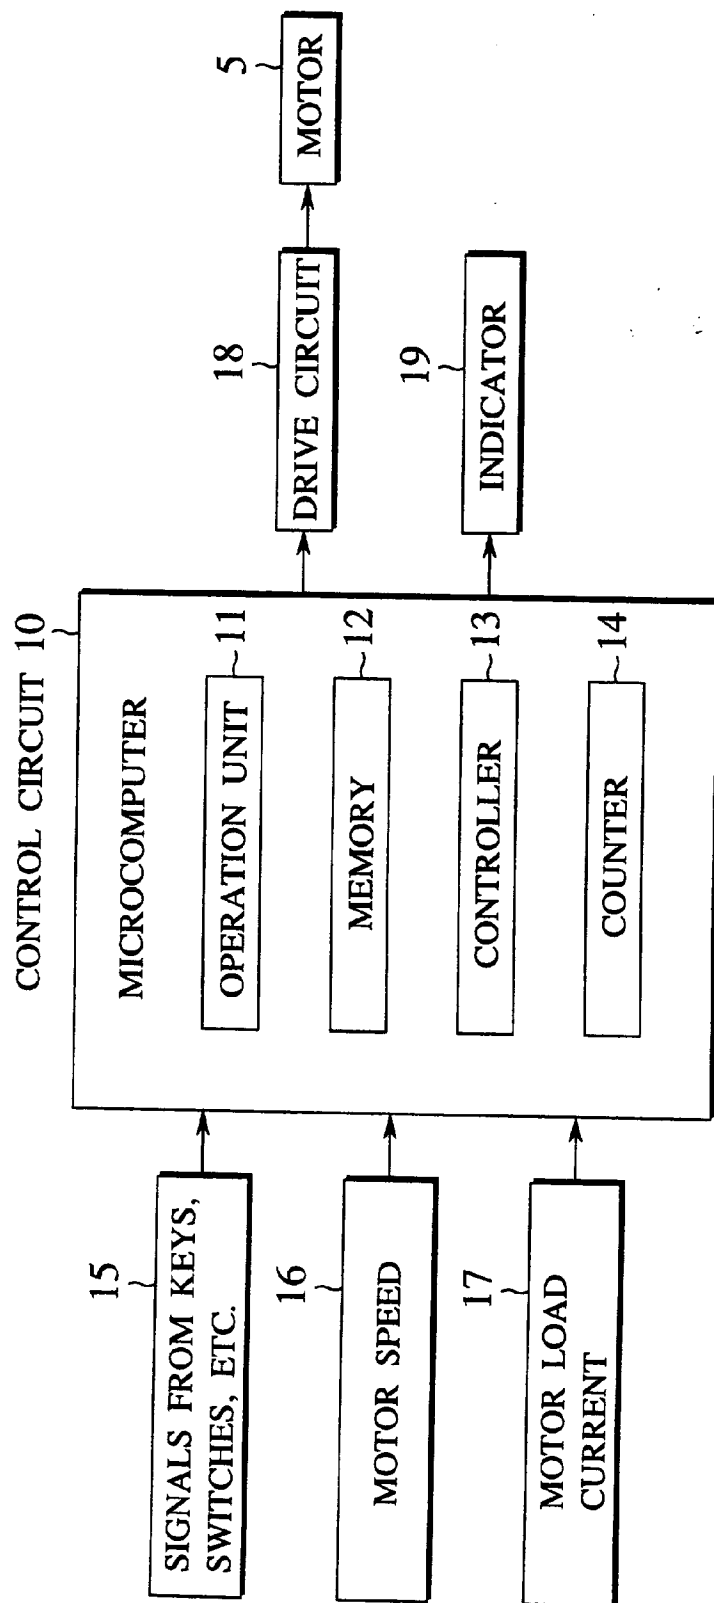 CONTROL CIRCUIT 10
MICROCOMPUTER
OPERATION UNIT
11
MEMORY
12
CONTROLLER
13
COUNTER
14
15
SIGNALS FROM KEYS,
SWITCHES, ETC.
16
MOTOR SPEED
17
MOTOR LOAD
CURRENT
18
DRIVE CIRCUIT
5
MOTOR
19
INDICATOR